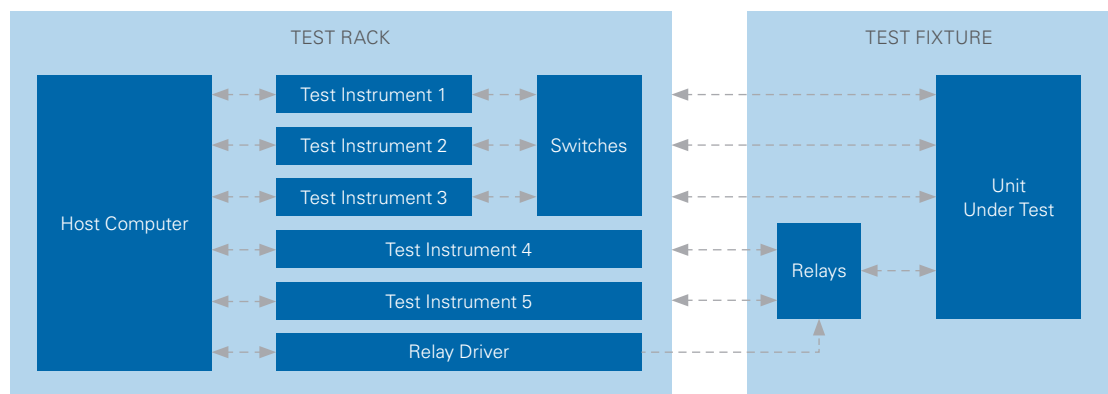 TEST RACK
TEST FIXTURE
Host Computer
Test Instrument 1
Test Instrument 2
Test Instrument 3
Switches
Test Instrument 4
Test Instrument 5
Relay Driver
Relays
Unit
Under Test